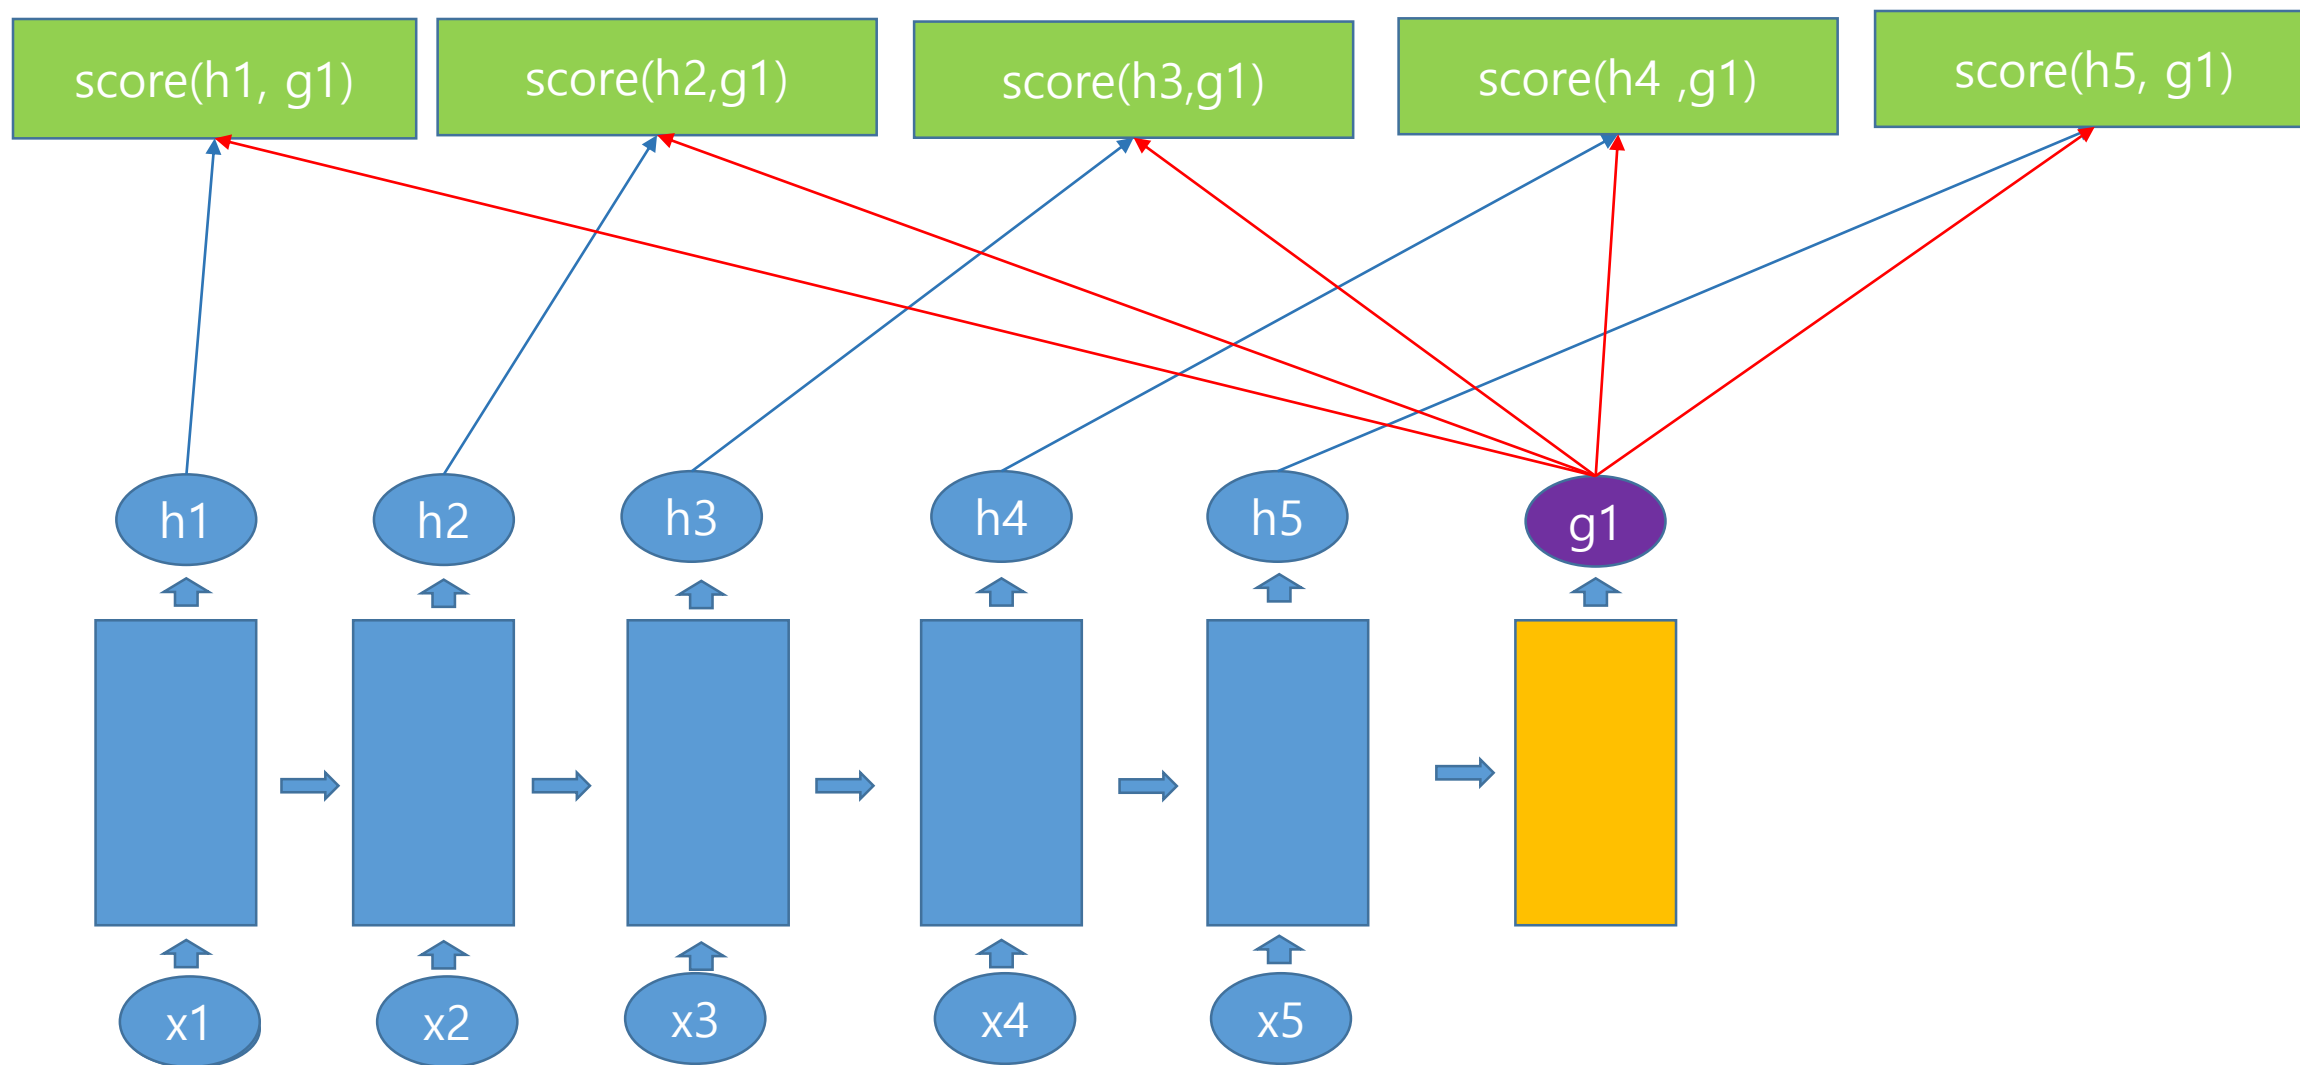 score(h1, g1)
score(h2,g1)
score(h3,g1)
score(h4 ,g1)
score(h5, g1)
h1
h2
h3
h4
h5
g1
x1
x2
x3
x4
x5